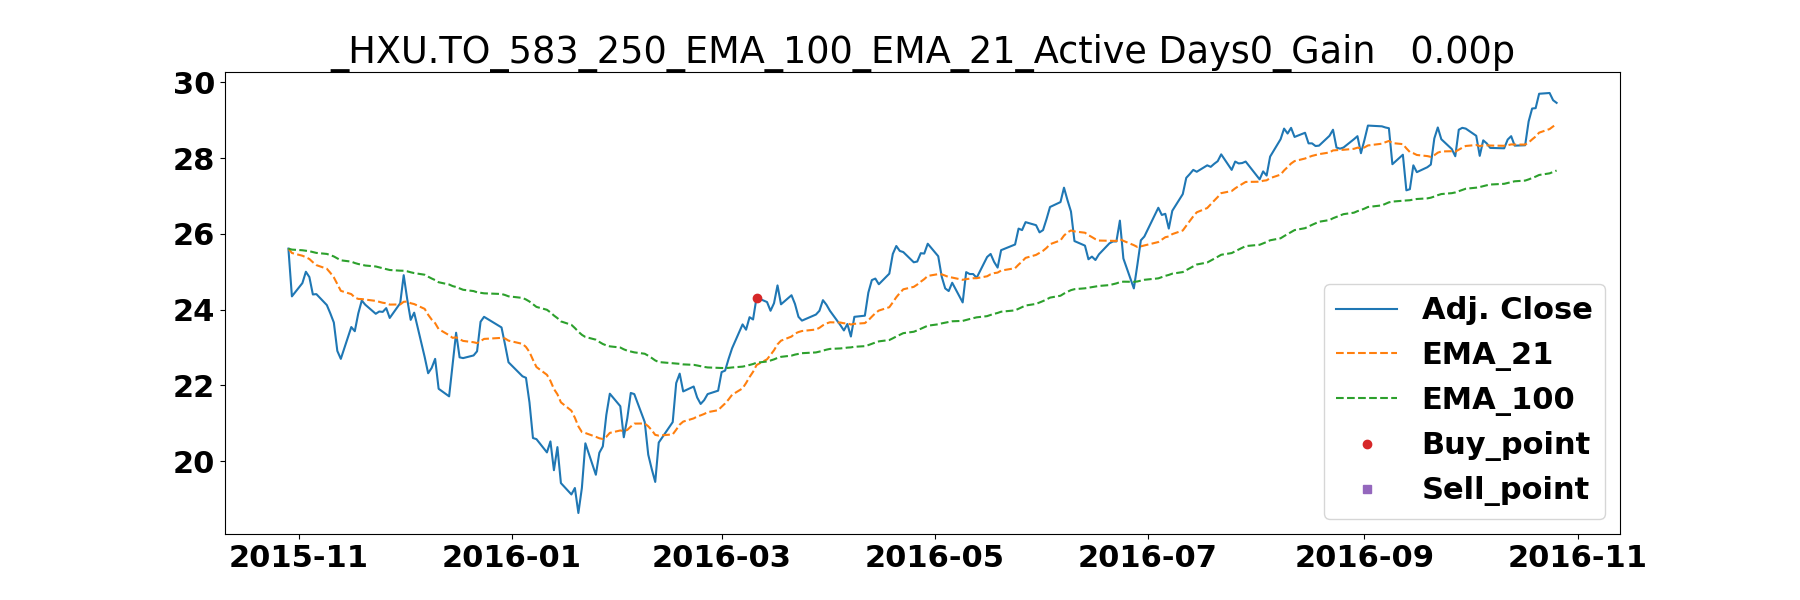 _HXU.TO_583_250_EMA_100_EMA_21_Active Days0_Gain   0.00p
30
28
26
24
22
20
2015-11 2016-01 2016-03 2016-05 2016-07 2016-09 2016-11
Adj. Close
EMA_21
EMA_100
Buy_point
Sell_point